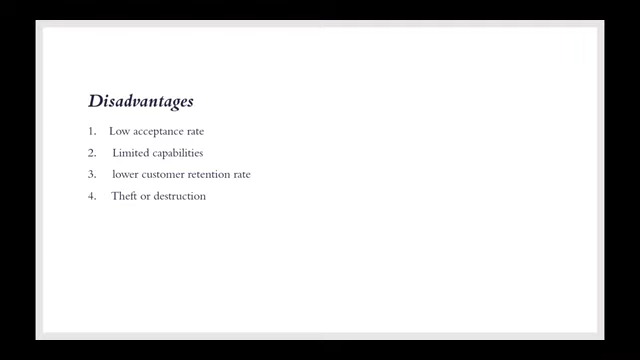 Disadvantages
1. Low acceptance rate
2. Limited capabilities
3. lower customer retention rate
4. Theft or destruction